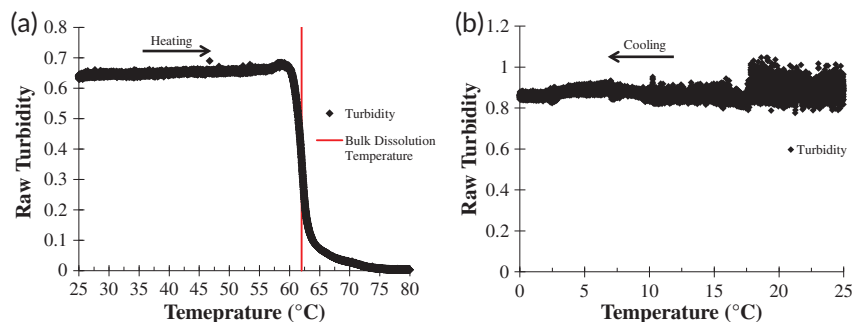 (a)
0.8
0.7
0.6
0.5
0.4
0.3
0.2
0.1
0
Raw Turbidity
Heating
Turbidity
Bulk Dissolution
Temperature
25 30 35 40 45 50 55 60 65 70 75 80
Temeprature (°C)
(b)
1.2
1
0.8
0.6
0.4
0.2
0
Raw Turbidity
Cooling
Turbidity
0 5 10 15 20 25
Temperature (°C)